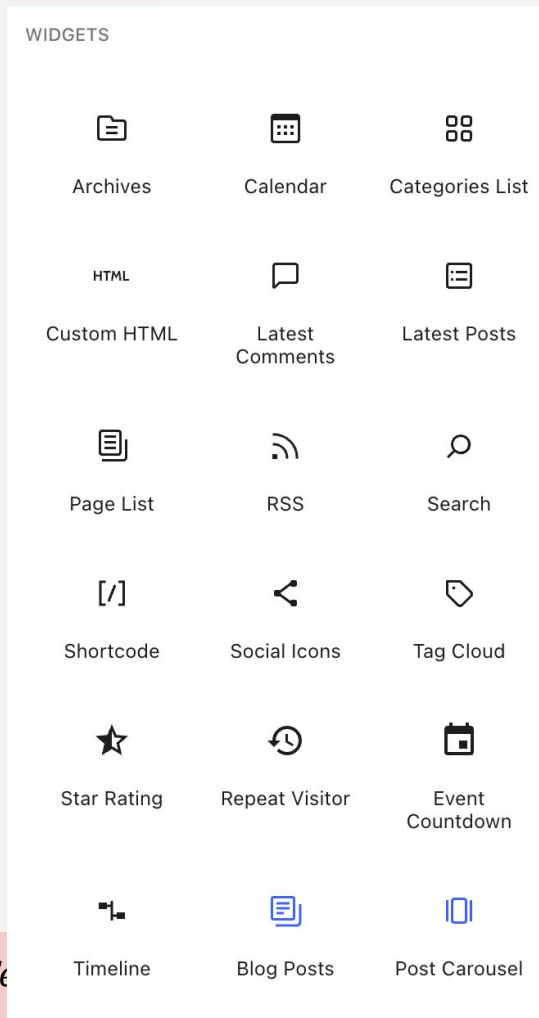 WIDGETS
Archives
Calendar
Categories List
HTML
Custom HTML
Latest
Comments
Latest Posts
Page List
RSS
Search
[/]
Shortcode
Social Icons
Tag Cloud
Star Rating
Repeat Visitor
Event
Countdown
Timeline
Blog Posts
Post Carousel